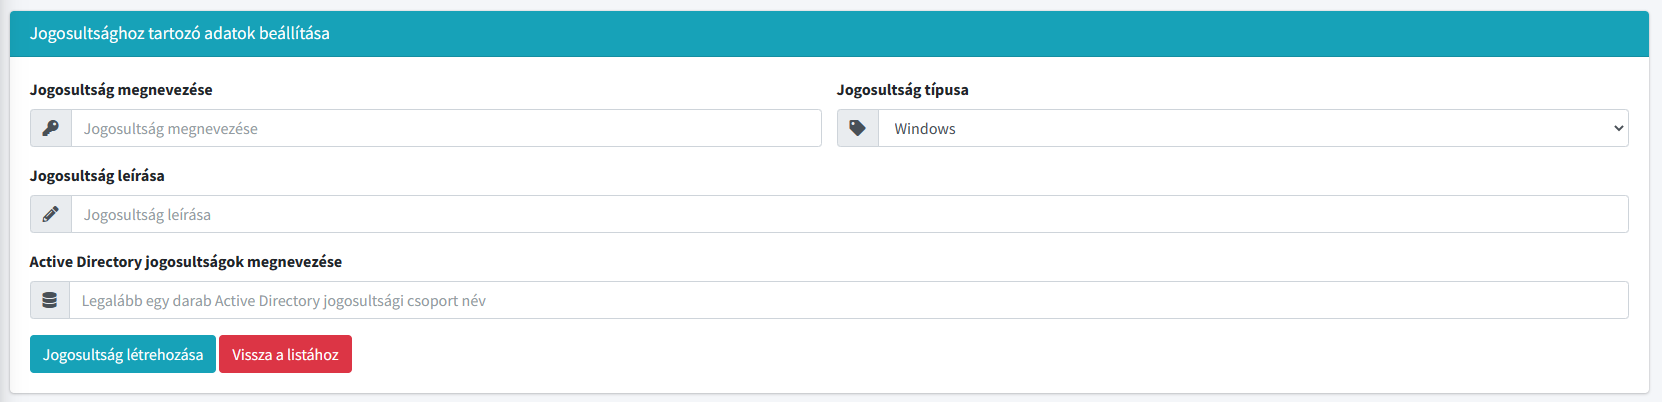 Jogosultsághoz tartozó adatok beállítása
Jogosultság megnevezése
Jogosultság típusa
Jogosultság megnevezése
Windows
Jogosultság leírása
Jogosultság leírása
Active Directory jogosultságok megnevezése
Legalább egy darab Active Directory jogosultsági csoport név
Jogosultság létrehozása
Vissza a listához